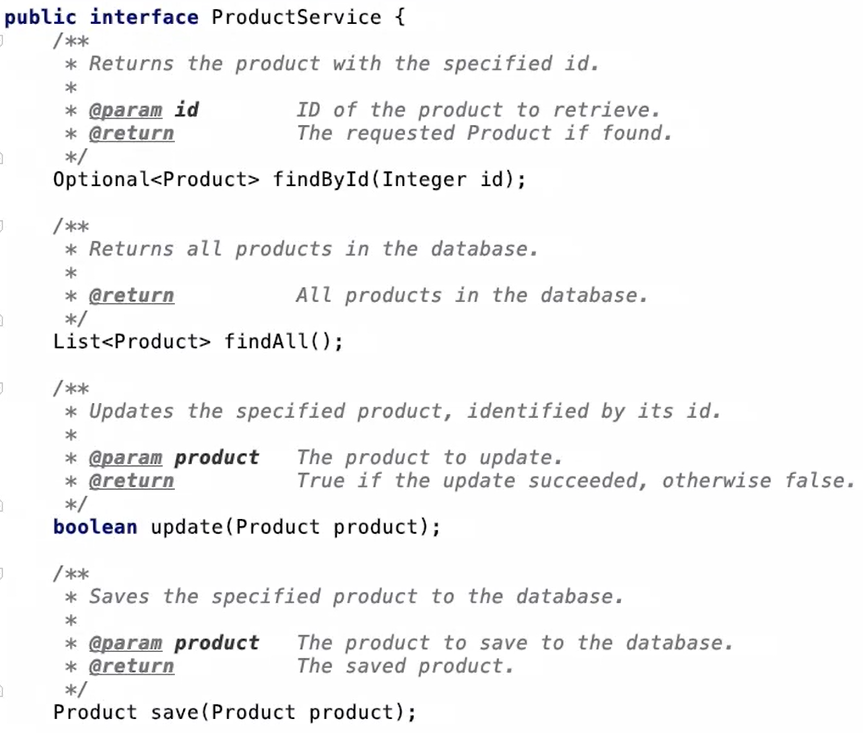 public interface ProductService {
/**
* Returns the product with the specified id.
*
* @param id ID of the product to retrieve.
* @return The requested Product if found.
*/
Optional<Product> findById(Integer id);
/**
* Returns all products in the database.
*
* @return All products in the database.
*/
List<Product> findAll();
/**
* Updates the specified product, identified by its id.
*
* @param product The product to update.
* @return True if the update succeeded, otherwise false.
*/
boolean update(Product product);
/**
* Saves the specified product to the database.
*
* @param product The product to save to the database.
* @return The saved product.
*/
Product save(Product product);